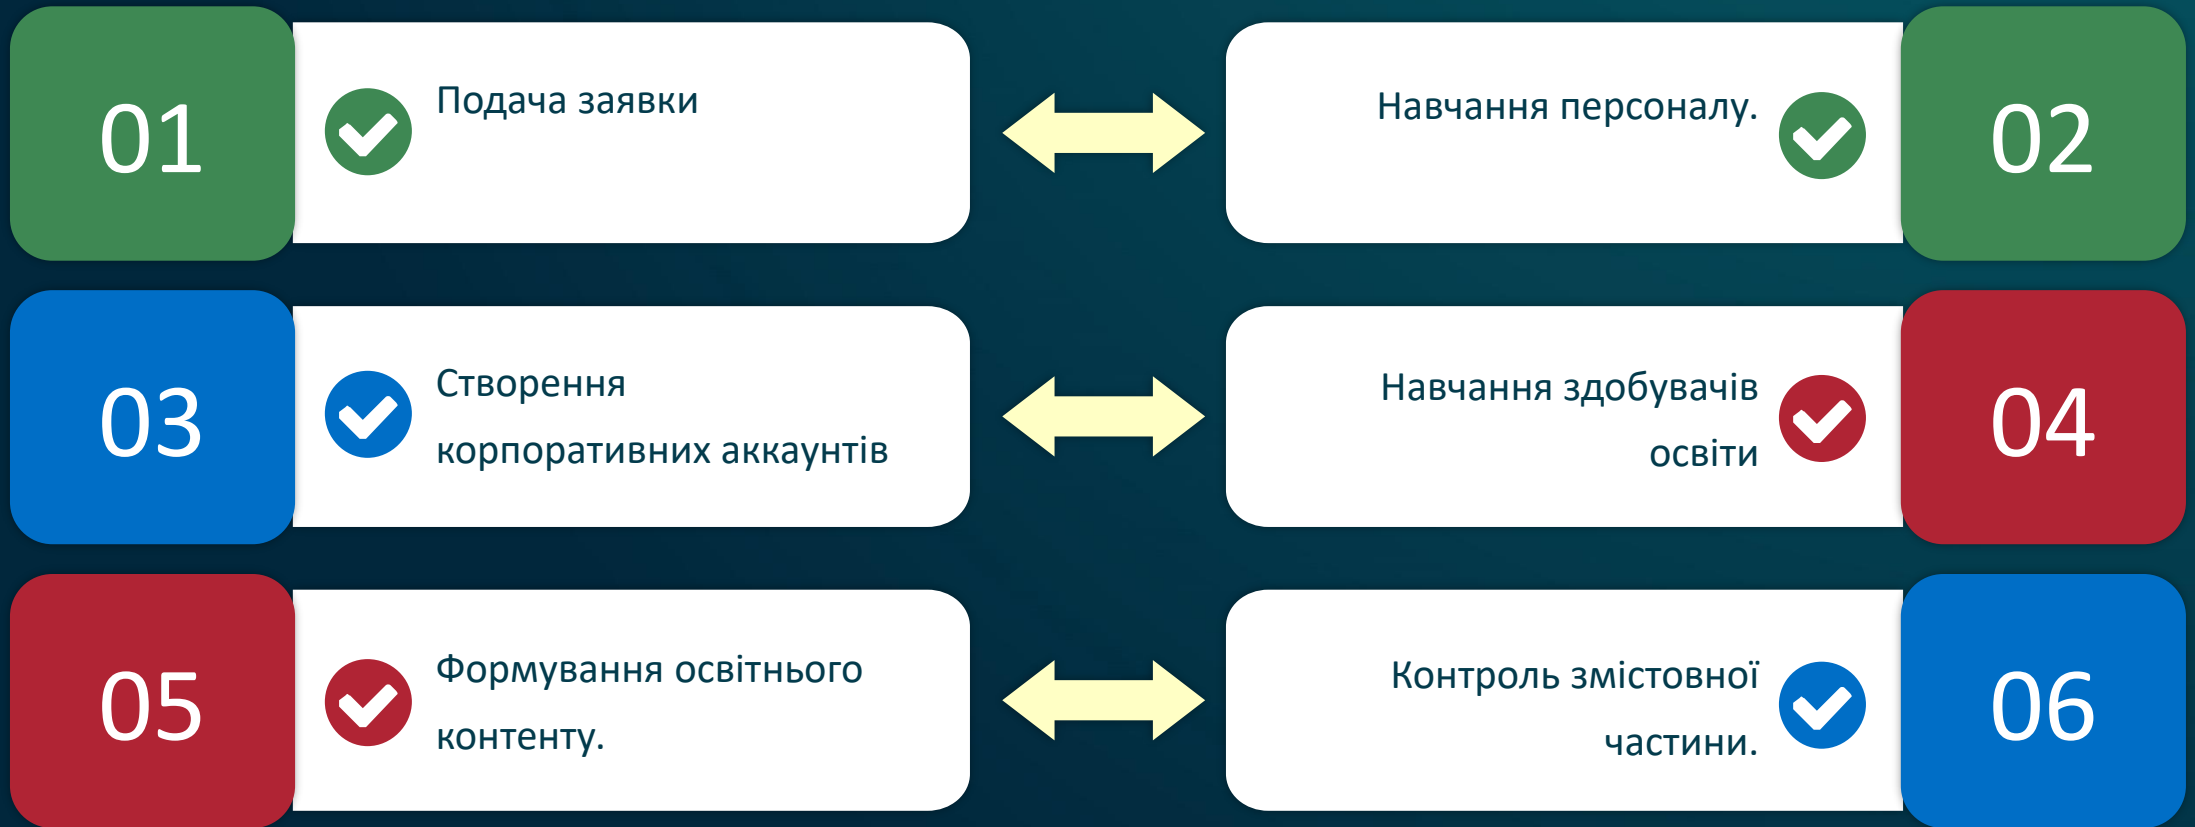 01
Подача заявки
Навчання персоналу.
02
03
Створення
корпоративних аккаунтів
Навчання здобувачів
освіти
04
05
Формування освітнього
контенту.
Контроль змістовної
частини.
06